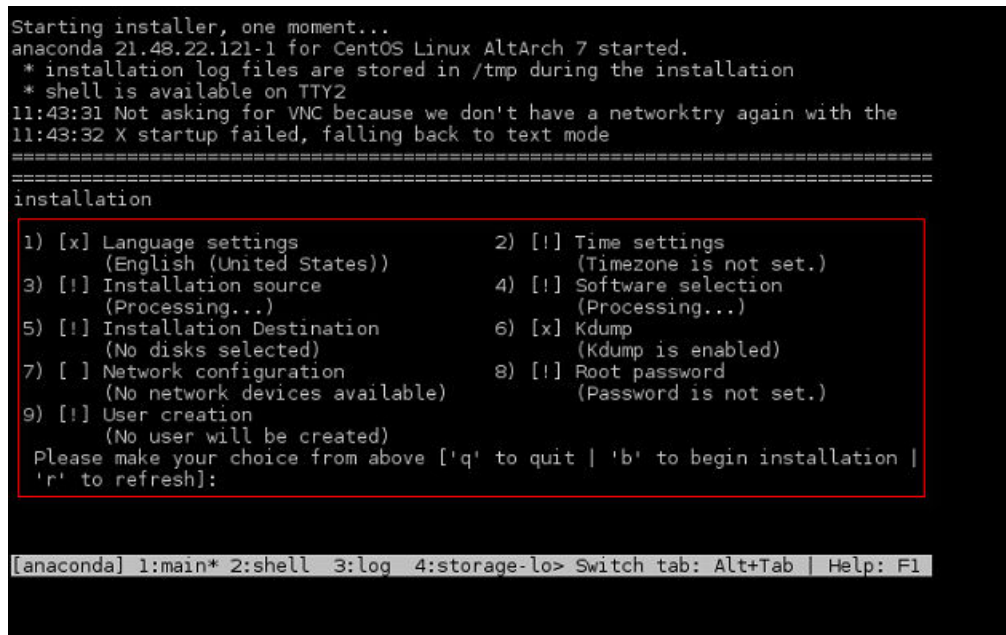 Starting installer, one moment...
anaconda 21.48.22.121-1 for CentOS Linux AltArch 7 started.
* installation log files are stored in /tmp during the installation
* shell is available on TTY2
11:43:31 Not asking for VNC because we don't have a networktry again with the
11:43:32 X startup failed, falling back to text mode
================================================================================
================================================================================
installation
1) [x] Language settings 2) [!] Time settings
(English (United States)) (Timezone is not set.)
3) [!] Installation source 4) [!] Software selection
(Processing...) (Processing...)
5) [!] Installation Destination 6) [x] Kdump
(No disks selected) (Kdump is enabled)
7) [ ] Network configuration 8) [!] Root password
(No network devices available) (Password is not set.)
9) [!] User creation
(No user will be created)
Please make your choice from above ['q' to quit | 'b' to begin installation |
'r' to refresh]:
[anaconda] 1:main* 2:shell 3:log 4:storage-lo> Switch tab: Alt+Tab | Help: F1